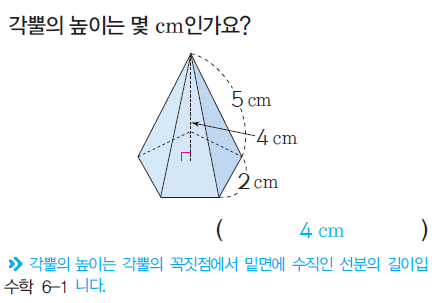 각뿔의 높이는 몇 cm인가요?
5 cm
4 cm
2 cm
( 4 cm )
≫ 각뿔의 높이는 각뿔의 꼭짓점에서 밑면에 수직인 선분의 길이입
수학 6-1 니다.